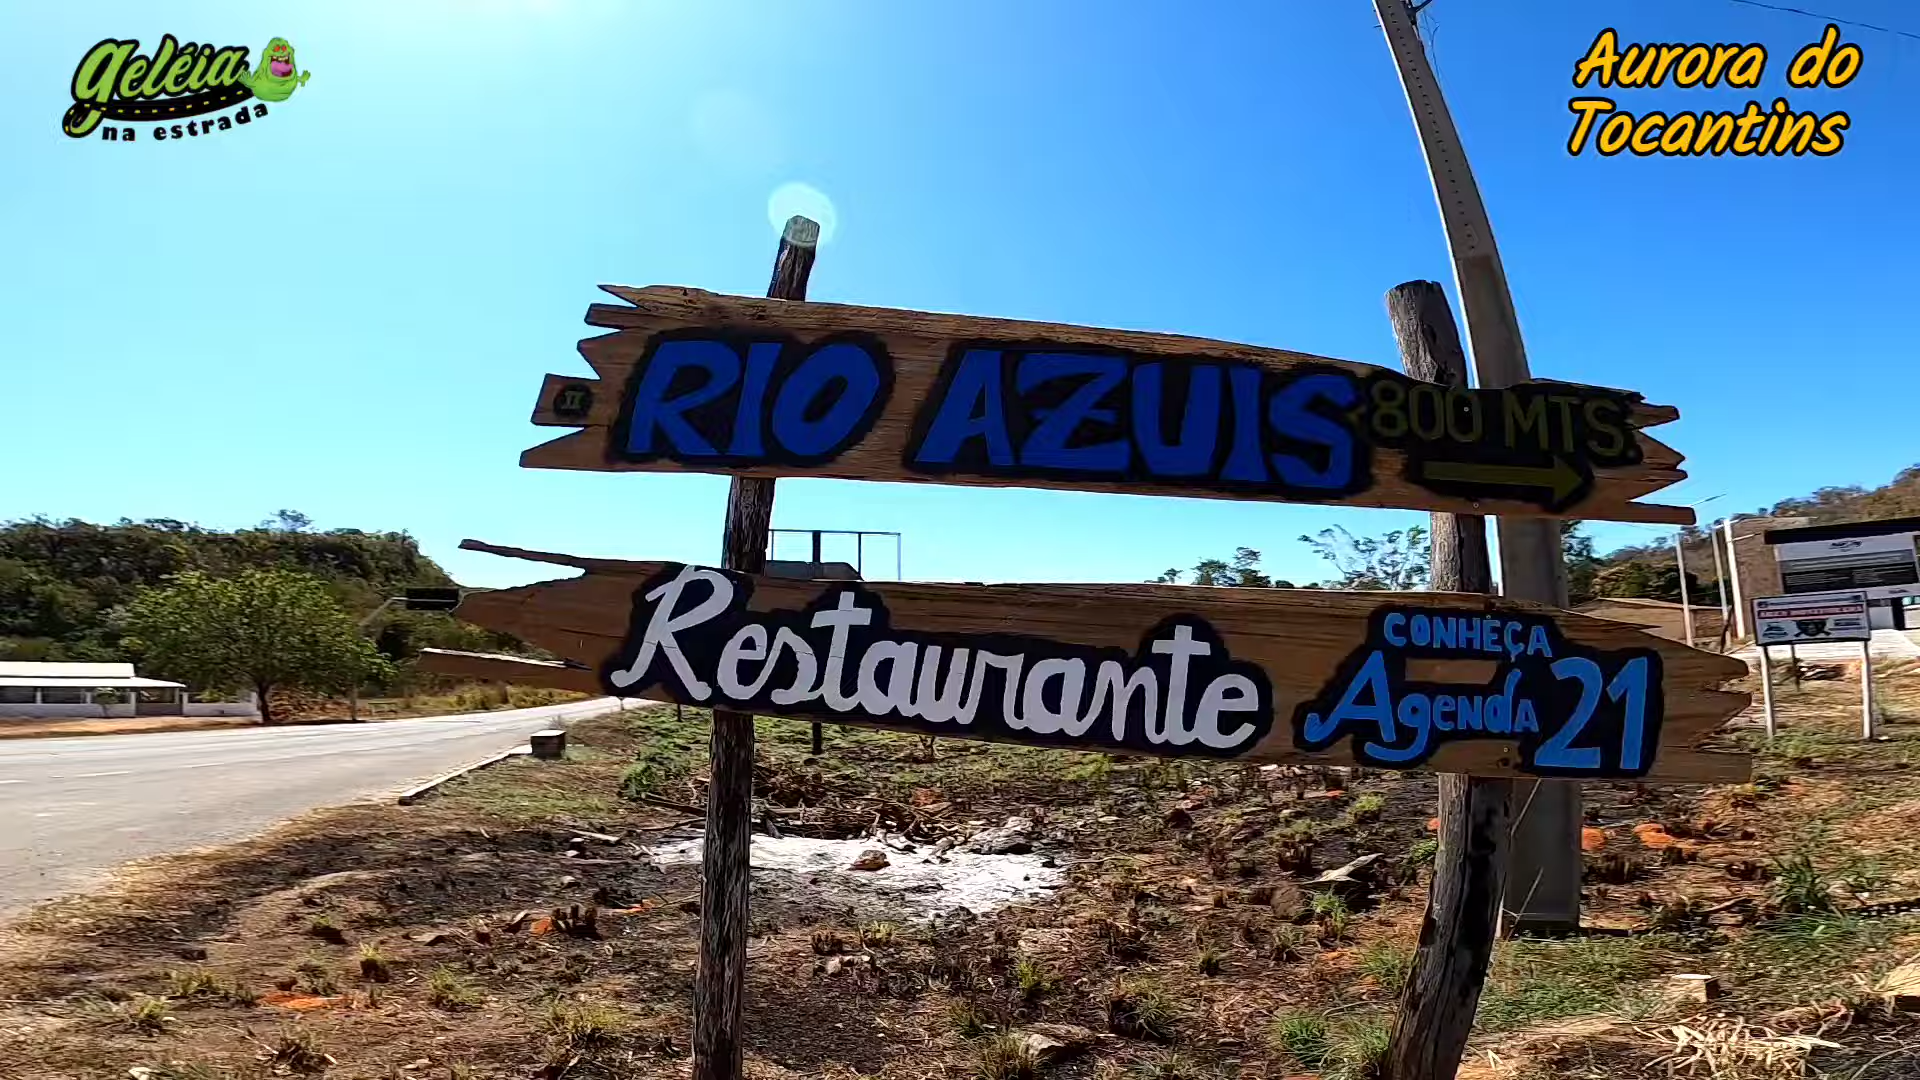 geléia
na estrada
Aurora do
Tocantins
RIO AZUIS 800 MTS.
Restaurante
CONHEÇA
Agenda 21